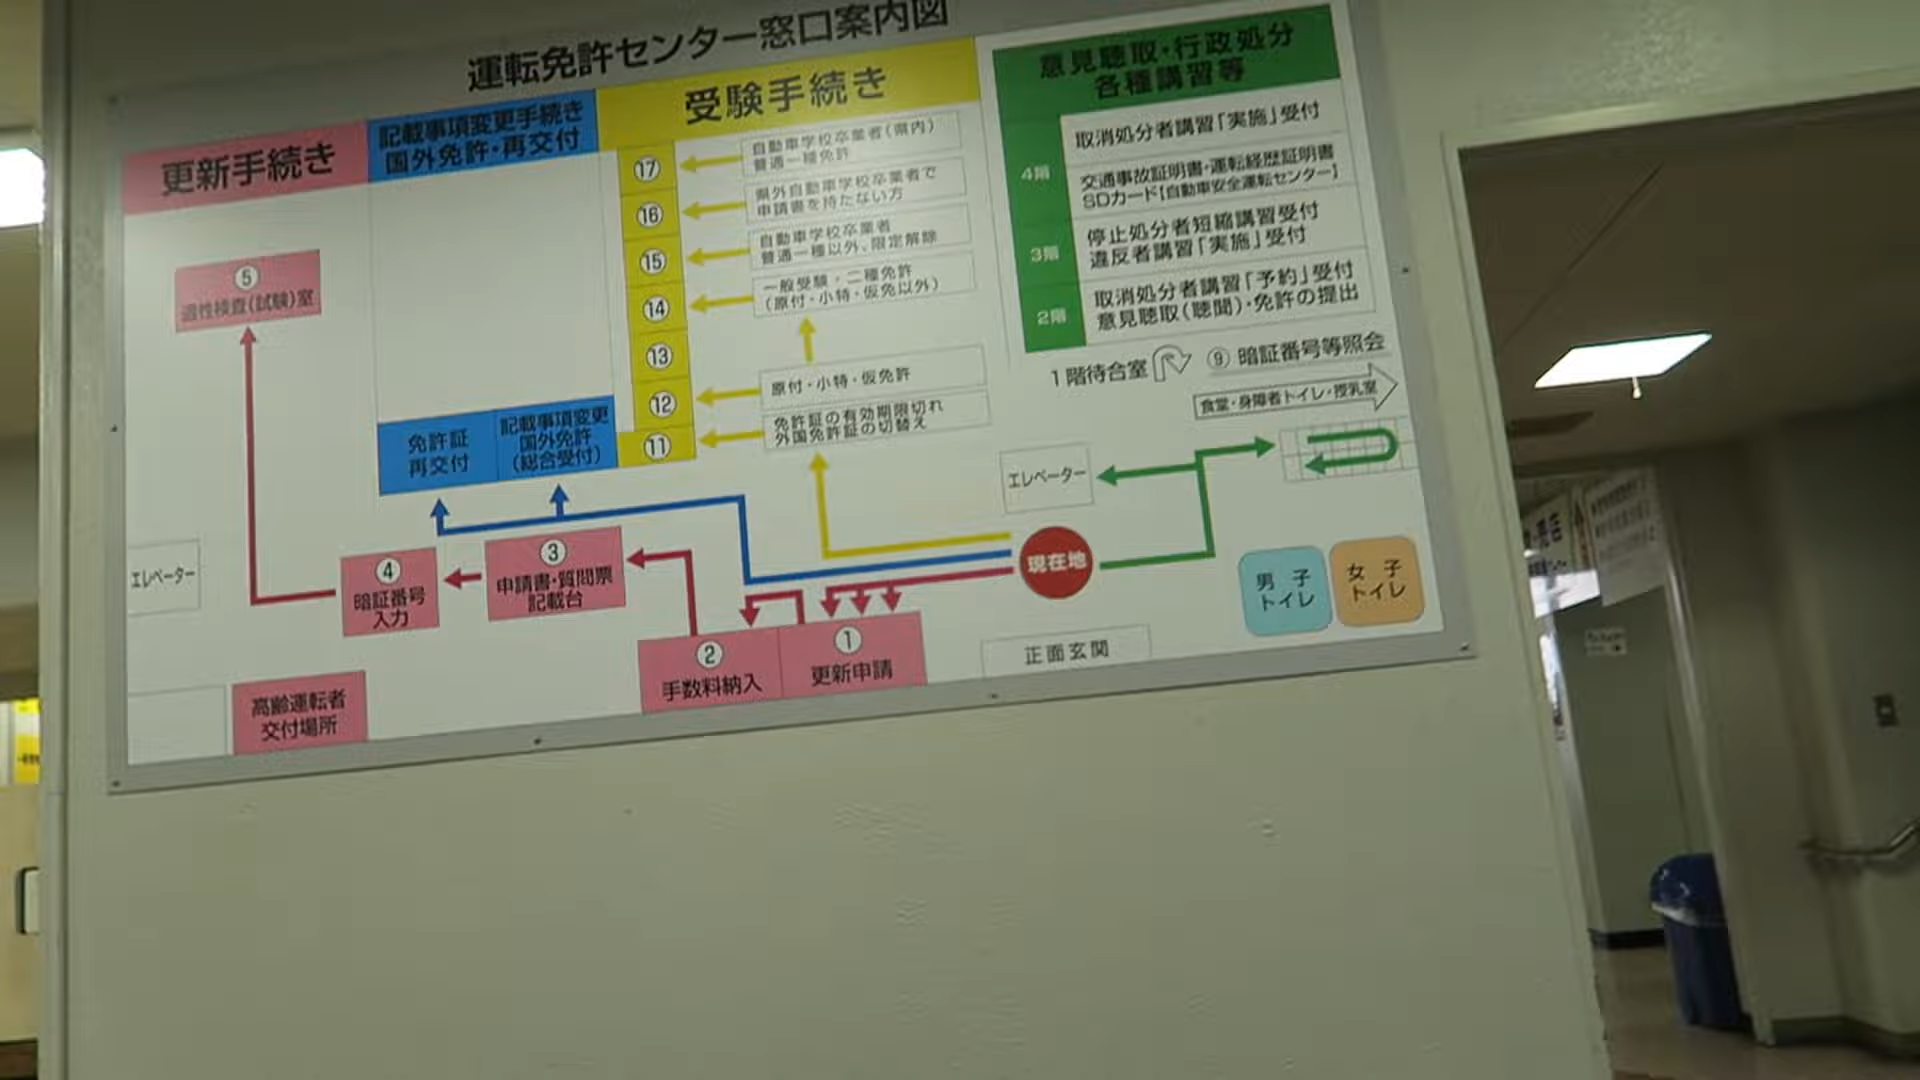 運転免許センター窓口案内図
更新手続き
記載事項変更手続き
国外免許・再交付
受験手続き
意見聴取・行政処分
各種講習等
⑰
自動車学校卒業者(県内)
普通一種免許
⑯
県外自動車学校卒業者で
申請書を持たない方
⑮
自動車学校卒業者
普通一種以外、限定解除
⑭
一般受験・二種免許
(原付・小特・仮免以外)
⑬
⑫
原付・小特・仮免許
⑪
免許証の有効期限切れ
外国免許証の切替え
4階
取消処分者講習「実施」受付
交通事故証明書・運転経歴証明書
SDカード【自動車安全運転センター】
3階
停止処分者短縮講習受付
違反者講習「実施」受付
2階
取消処分者講習「予約」受付
意見聴取(聴聞)・免許の提出
1階待合室
⑨ 暗証番号等照会
食堂・身障者トイレ・授乳室
エレベーター
⑤
適性検査(試験)室
免許証
再交付
記載事項変更
国外免許
(総合受付)
エレベーター
④
暗証番号
入力
③
申請書・質問票
記載台
現在地
男子
トイレ
女子
トイレ
②
手数料納入
①
更新申請
正面玄関
高齢運転者
交付場所